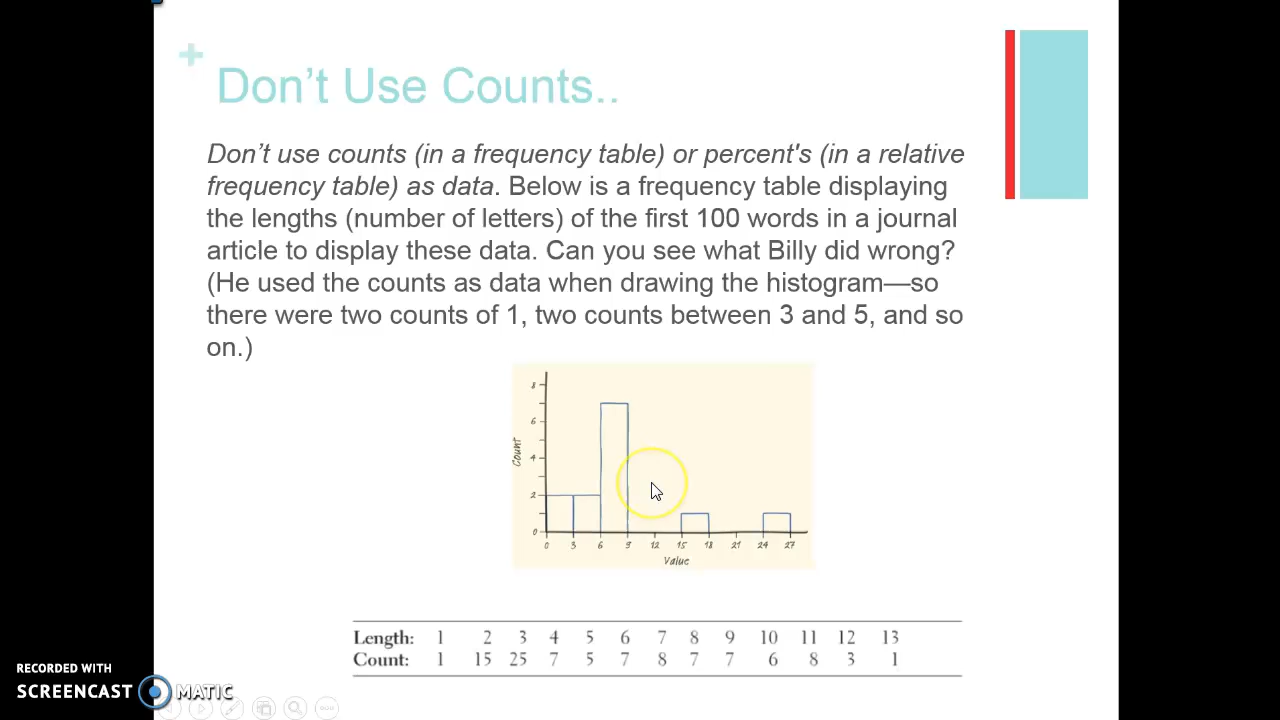 +
Don't Use Counts..
Don't use counts (in a frequency table) or percent's (in a relative
frequency table) as data. Below is a frequency table displaying
the lengths (number of letters) of the first 100 words in a journal
article to display these data. Can you see what Billy did wrong?
(He used the counts as data when drawing the histogram—so
there were two counts of 1, two counts between 3 and 5, and so
on.)
8
6
4
2
0
Count
0 3 6 9 12 15 18 21 24 27
Value
Length: 1 2 3 4 5 6 7 8 9 10 11 12 13
Count: 1 15 25 7 5 7 8 7 7 6 8 3 1
RECORDED WITH
SCREENCAST MATIC